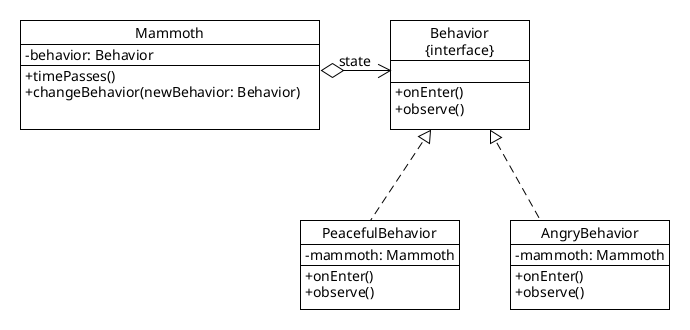 Mammoth
-behavior: Behavior
+timePasses()
+changeBehavior(newBehavior: Behavior)
state
Behavior
{interface}
+onEnter()
+observe()
PeacefulBehavior
-mammoth: Mammoth
+onEnter()
+observe()
AngryBehavior
-mammoth: Mammoth
+onEnter()
+observe()